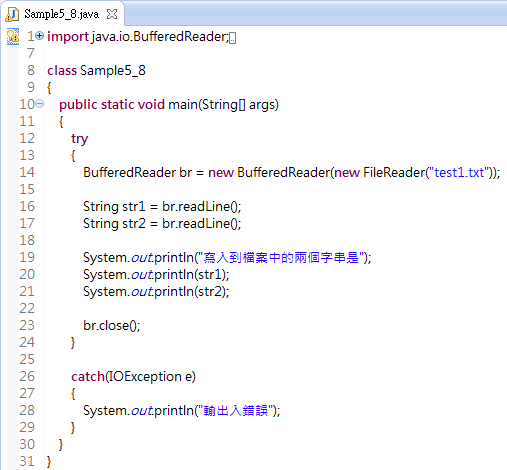 Sample5_8.java
1 import java.io.BufferedReader;
7
8 class Sample5_8
9 {
10 public static void main(String[] args)
11 {
12 try
13 {
14 BufferedReader br = new BufferedReader(new FileReader("test1.txt"));
15
16 String str1 = br.readLine();
17 String str2 = br.readLine();
18
19 System.out.println("寫入到檔案中的兩個字串是");
20 System.out.println(str1);
21 System.out.println(str2);
22
23 br.close();
24 }
25
26 catch(IOException e)
27 {
28 System.out.println("輸出入錯誤");
29 }
30 }
31 }